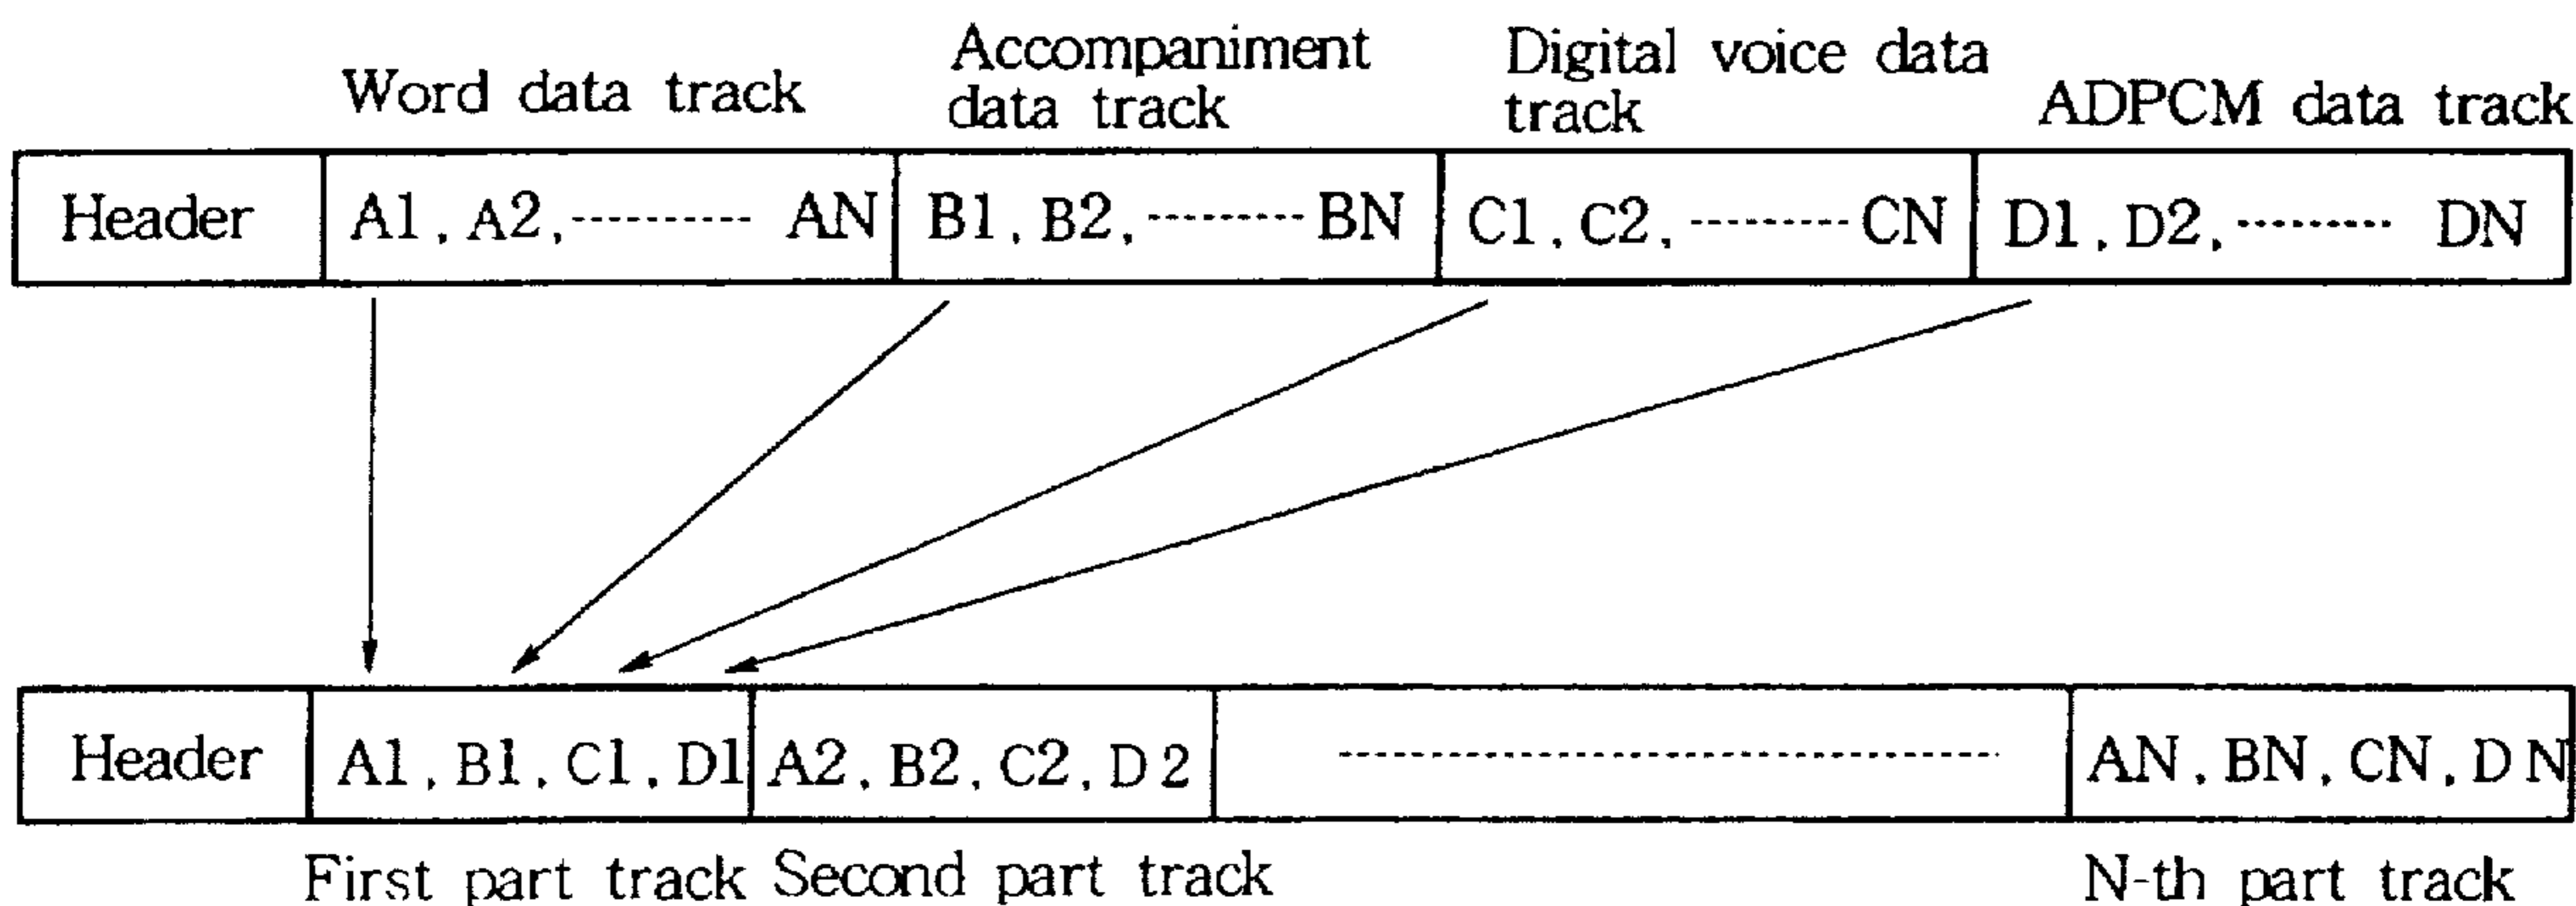 Word data track
Accompaniment
data track
Digital voice data
track
ADPCM data track
Header
A1, A2,---------- AN
B1, B2,--------- BN
C1, C2,--------- CN
D1, D2,--------- DN
Header
A1, B1, C1, D1
A2, B2, C2, D2
----------------------------------
AN, BN, CN, DN
First part track
Second part track
N-th part track